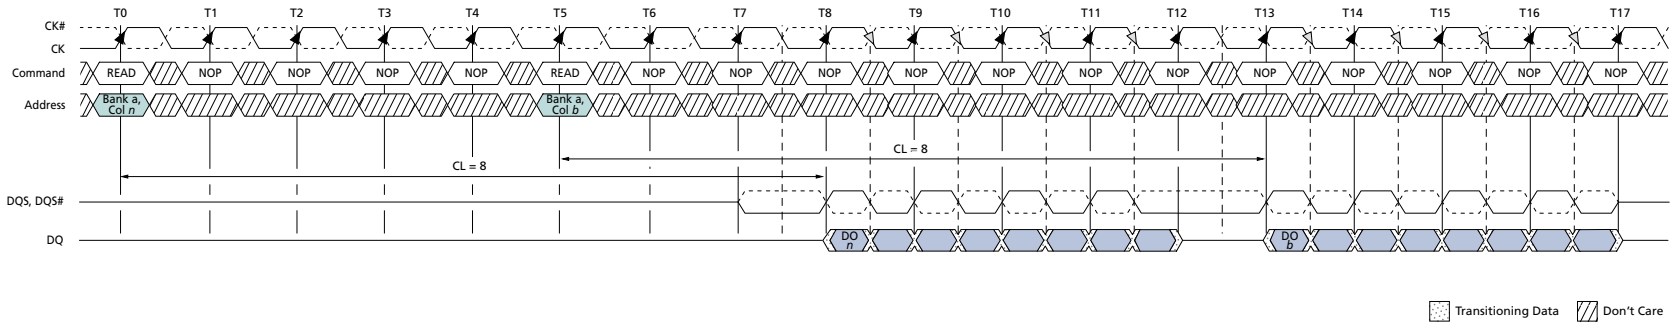 T0 T1 T2 T3 T4 T5 T6 T7 T8 T9 T10 T11 T12 T13 T14 T15 T16 T17
CK#
CK
Command READ NOP NOP NOP NOP READ NOP NOP NOP NOP NOP NOP NOP NOP NOP NOP NOP NOP
Address Bank a, Bank a,
Col n Col b
CL = 8
CL = 8
DQS, DQS#
DQ DO DO
n b
Transitioning Data Don't Care